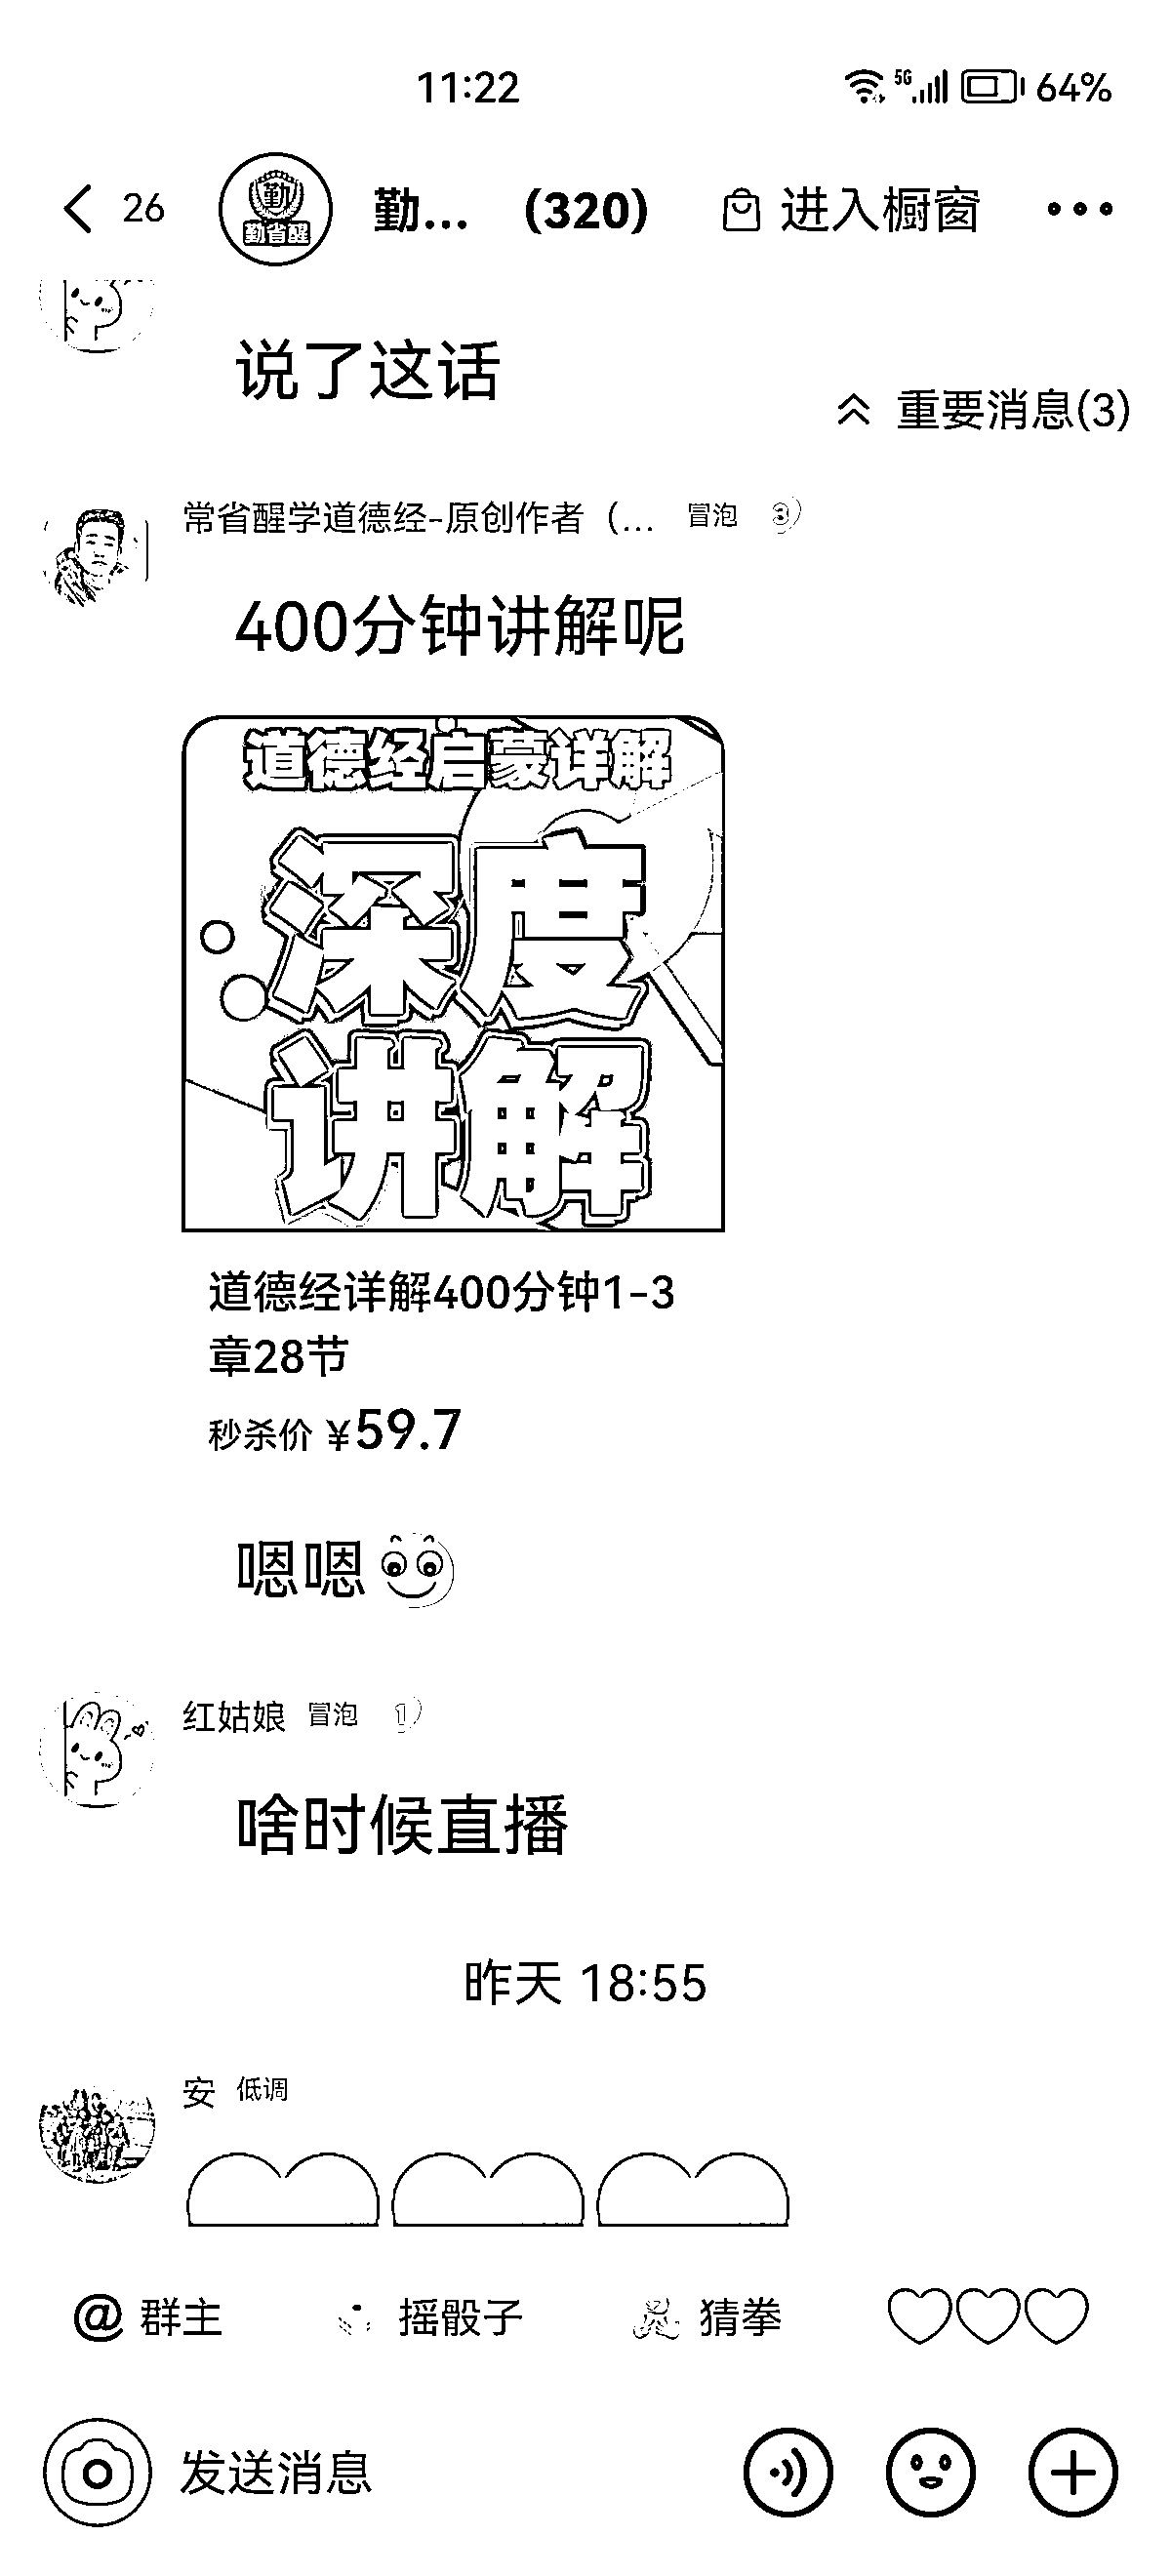 11:22
5G 64%
26
勤
勤省醒
勤... (320)
进入橱窗
说了这话
重要消息(3)
常省醒学道德经-原创作者（... 冒泡 3
400分钟讲解呢
道德经启蒙详解
深度
讲解
道德经详解400分钟1-3
章28节
秒杀价 ¥59.7
嗯嗯
红姑娘 冒泡 1
啥时候直播
昨天 18:55
安 低调
@ 群主 摇骰子 猜拳
发送消息